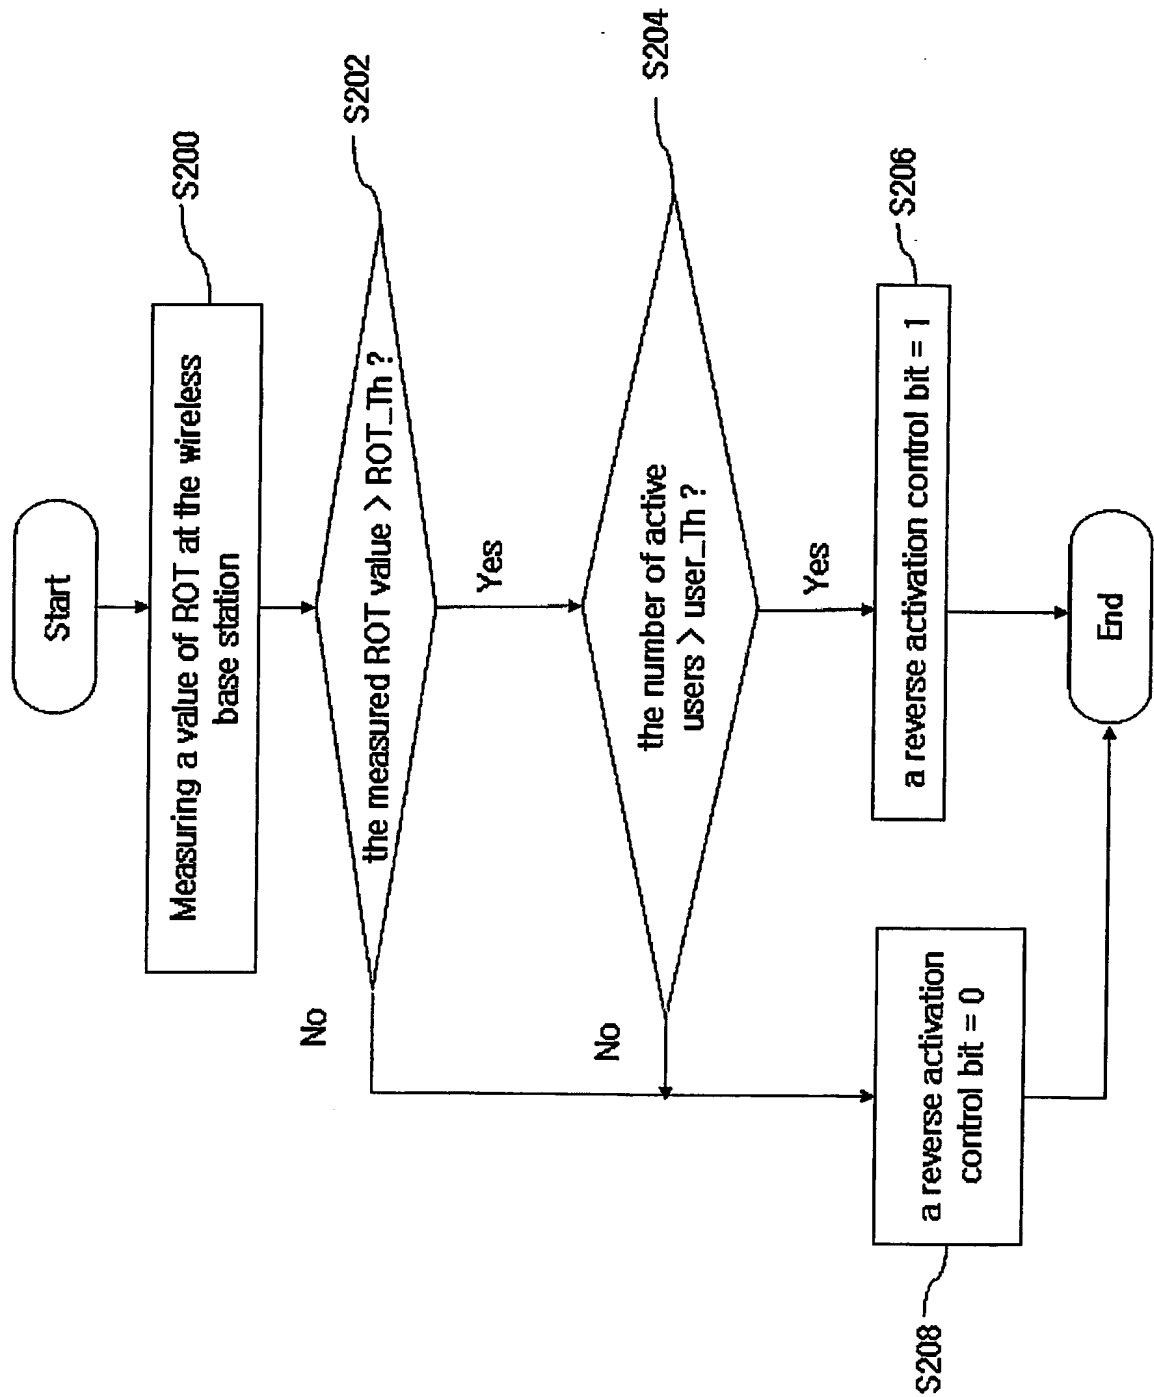 Start
S200
Measuring a value of ROT at the wireless
base station
S202
the measured ROT value > ROT_Th ?
No
Yes
S204
the number of active
users > user_Th ?
No
Yes
S206
a reverse activation control bit = 1
a reverse activation
control bit = 0
S208
End